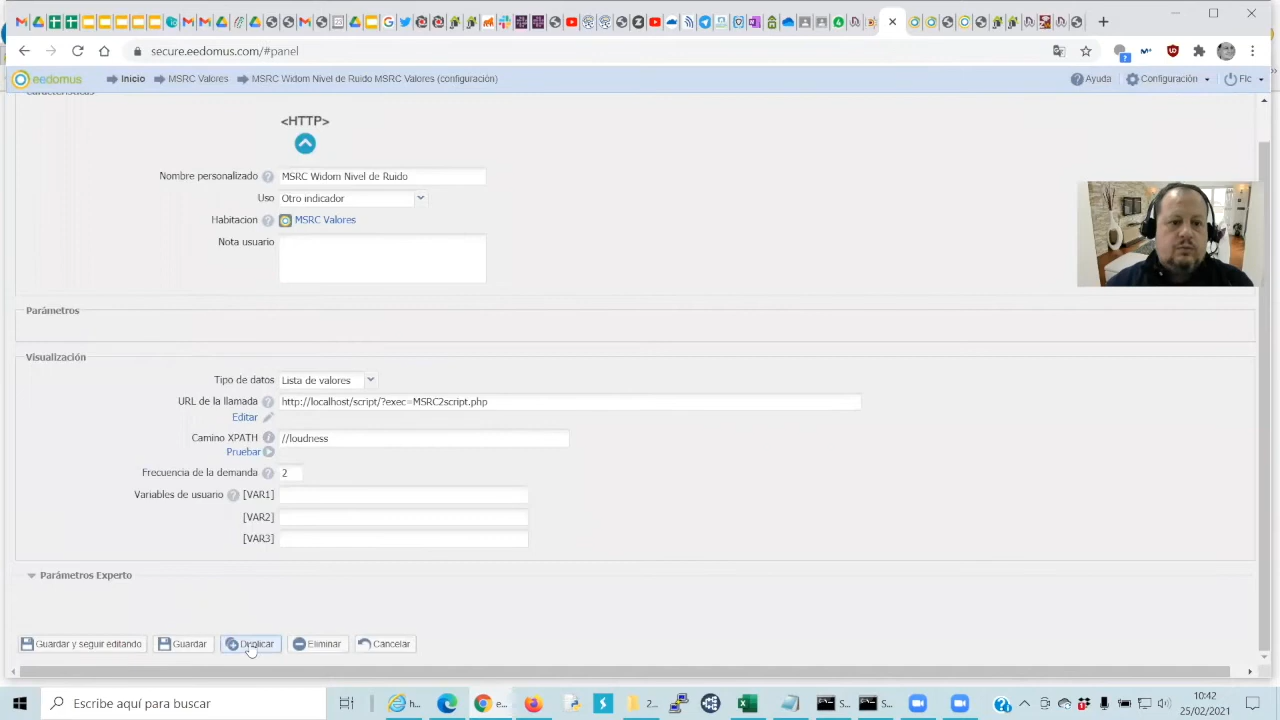 secure.eedomus.com/#panel
eedomus Inicio MSRC Valores MSRC Widom Nivel de Ruido MSRC Valores (configuración) Ayuda Configuración Flc
Características
<HTTP>
Nombre personalizado MSRC Widom Nivel de Ruido
Uso Otro indicador
Habitacion MSRC Valores
Nota usuario
Parámetros
Visualización
Tipo de datos Lista de valores
URL de la llamada http://localhost/script/?exec=MSRC2script.php
Editar
Camino XPATH //loudness
Pruebar
Frecuencia de la demanda 2
Variables de usuario [VAR1]
[VAR2]
[VAR3]
Parámetros Experto
Guardar y seguir editando Guardar Duplicar Eliminar Cancelar
Escribe aquí para buscar
10:42
25/02/2021